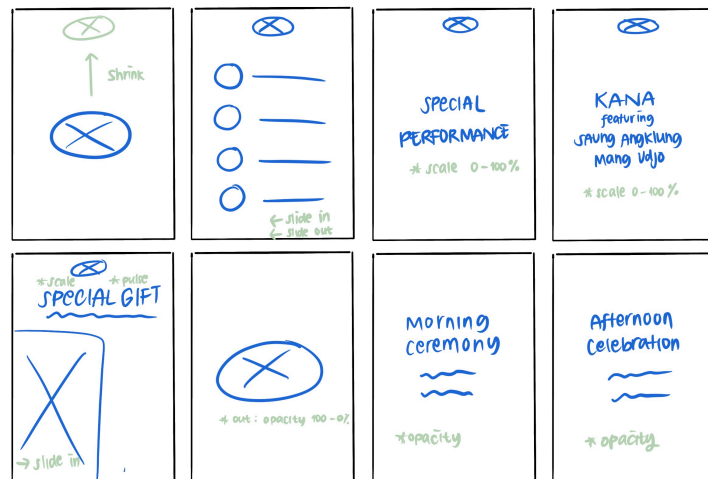 shrink
← slide in
← slide out
SPECIAL
PERFORMANCE
* scale 0-100%
KANA
featuring
SAUNG ANGKLUNG
MANG UDJO
* scale 0-100%
*scale *pulse
SPECIAL GIFT
→ slide in
* out : opacity 100-0%
Morning
ceremony
*opacity
Afternoon
celebration
* opacity